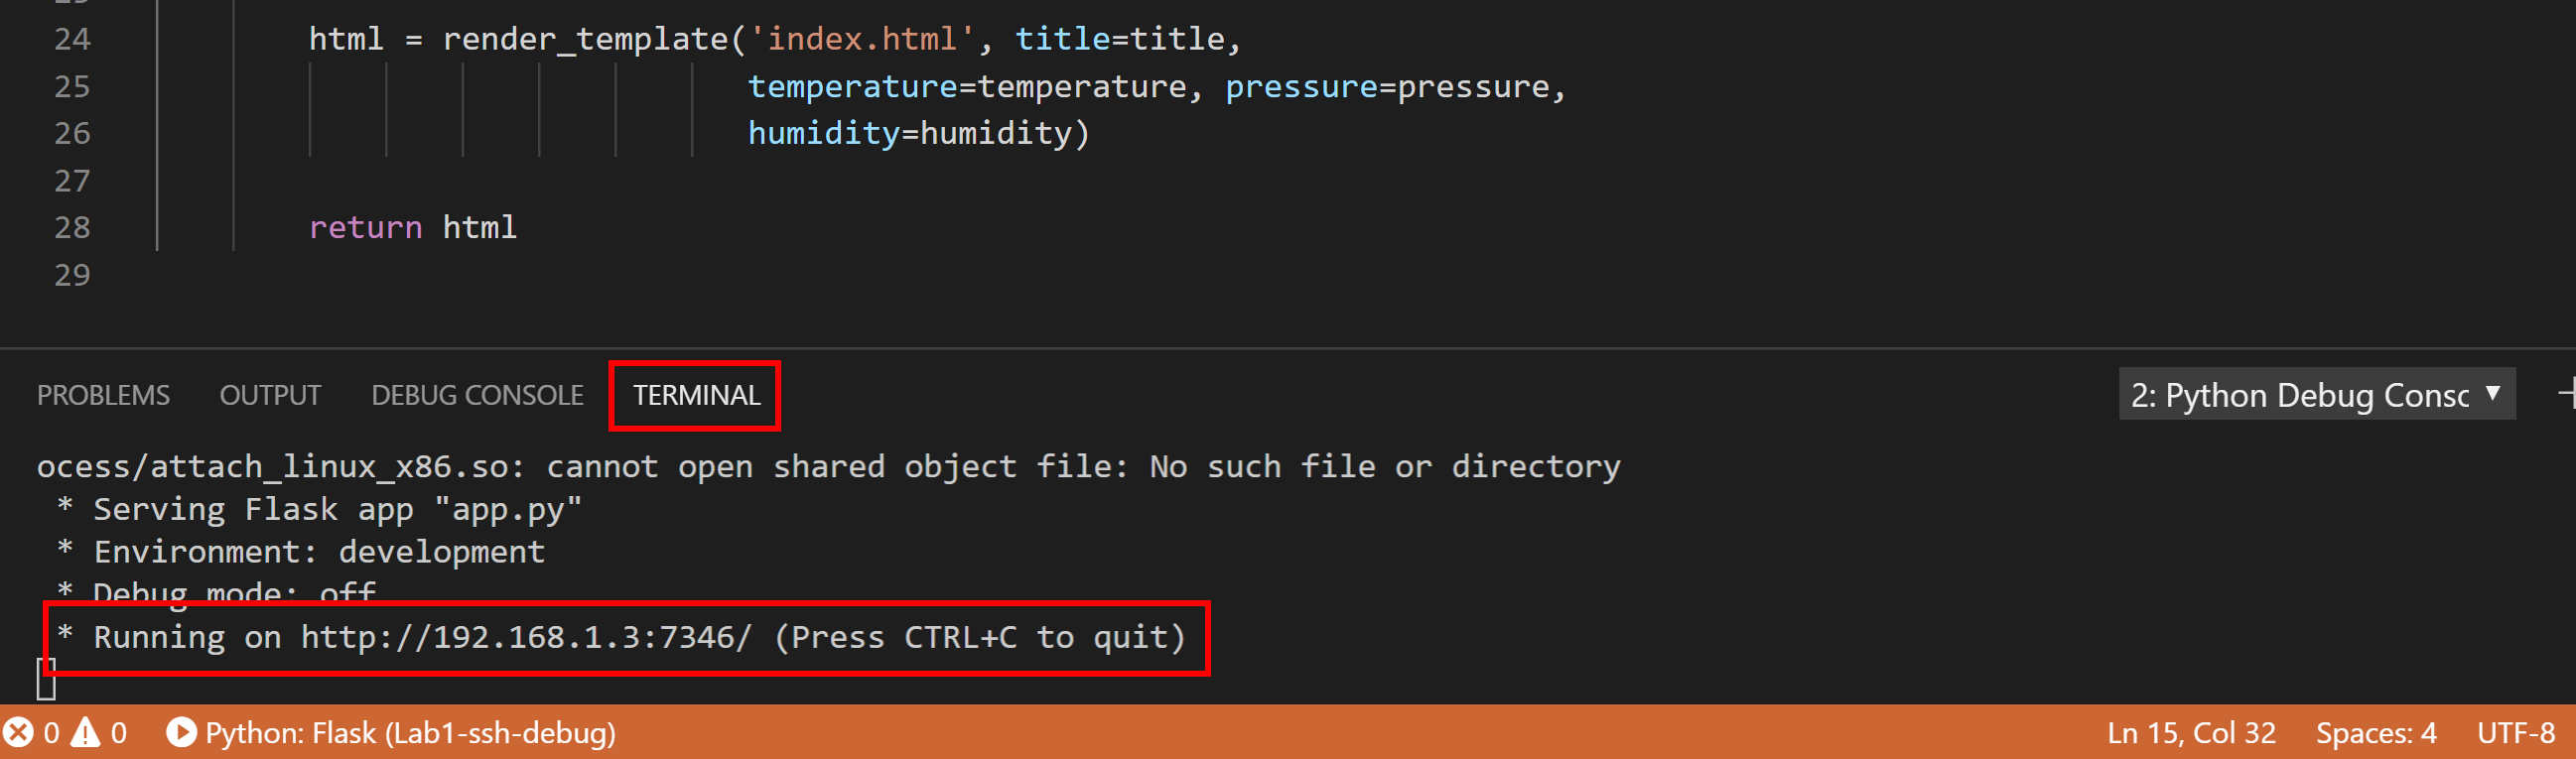 24 html = render_template('index.html', title=title,
25 temperature=temperature, pressure=pressure,
26 humidity=humidity)
27
28 return html
29
PROBLEMS OUTPUT DEBUG CONSOLE TERMINAL 2: Python Debug Consc
ocess/attach_linux_x86.so: cannot open shared object file: No such file or directory
* Serving Flask app "app.py"
* Environment: development
* Debug mode: off
* Running on http://192.168.1.3:7346/ (Press CTRL+C to quit)
0 0 Python: Flask (Lab1-ssh-debug) Ln 15, Col 32 Spaces: 4 UTF-8